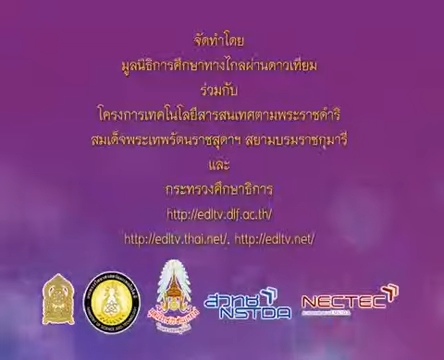 จัดทำโดย
มูลนิธิการศึกษาทางไกลผ่านดาวเทียม
ร่วมกับ
โครงการเทคโนโลยีสารสนเทศตามพระราชดำริ
สมเด็จพระเทพรัตนราชสุดาฯ สยามบรมราชกุมารี
และ
กระทรวงศึกษาธิการ
http://edltv.dlf.ac.th/
http://edltv.thai.net/, http://edltv.net/
สวทช NECTEC
NSTDA